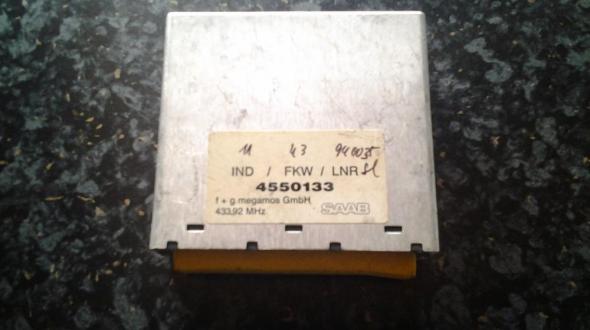 11 43 940035
IND / FKW / LNR
4550133
f + g megamos GmbH
433,92 MHz SAAB